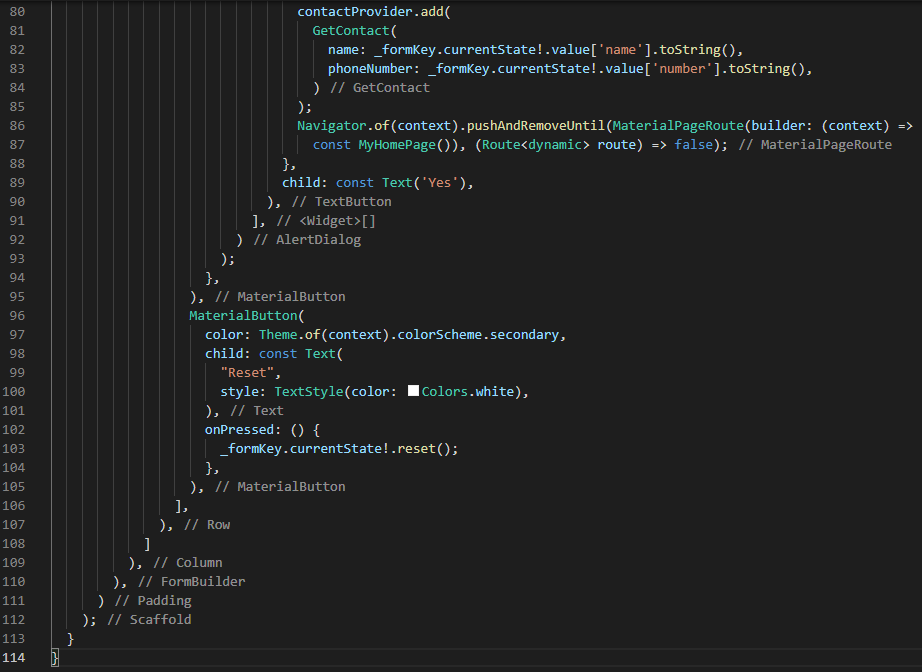 80 contactProvider.add(
81 GetContact(
82 name: _formKey.currentState!.value['name'].toString(),
83 phoneNumber: _formKey.currentState!.value['number'].toString(),
84 ) // GetContact
85 );
86 Navigator.of(context).pushAndRemoveUntil(MaterialPageRoute(builder: (context) =>
87 const MyHomePage()), (Route<dynamic> route) => false); // MaterialPageRoute
88 },
89 child: const Text('Yes'),
90 ), // TextButton
91 ], // <Widget>[]
92 ) // AlertDialog
93 );
94 },
95 ), // MaterialButton
96 MaterialButton(
97 color: Theme.of(context).colorScheme.secondary,
98 child: const Text(
99 "Reset",
100 style: TextStyle(color: Colors.white),
101 ), // Text
102 onPressed: () {
103 _formKey.currentState!.reset();
104 },
105 ), // MaterialButton
106 ],
107 ), // Row
108 ]
109 ), // Column
110 ), // FormBuilder
111 ) // Padding
112 ); // Scaffold
113 }
114 }